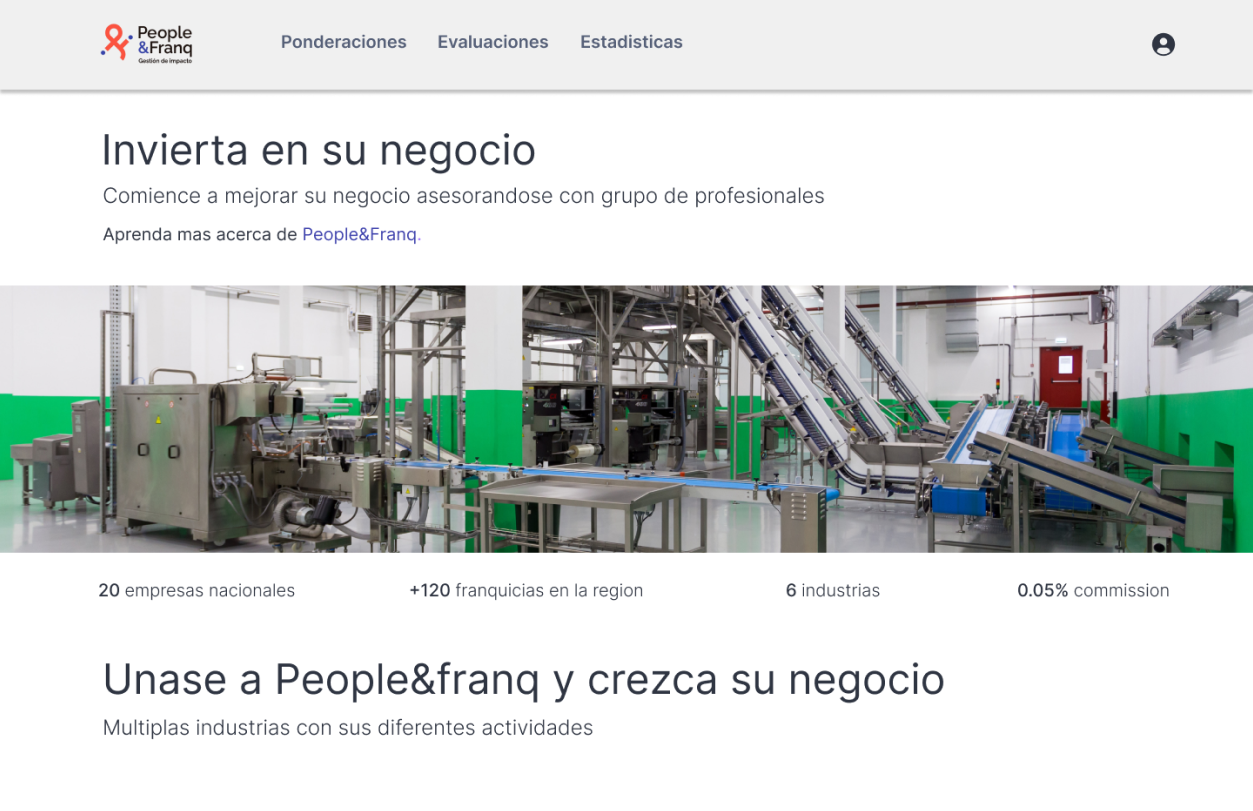 People
&Franq
Gestión de impacto
Ponderaciones Evaluaciones Estadisticas
Invierta en su negocio
Comience a mejorar su negocio asesorandose con grupo de profesionales
Aprenda mas acerca de People&Franq.
20 empresas nacionales +120 franquicias en la region 6 industrias 0.05% commission
Unase a People&franq y crezca su negocio
Multiplas industrias con sus diferentes actividades